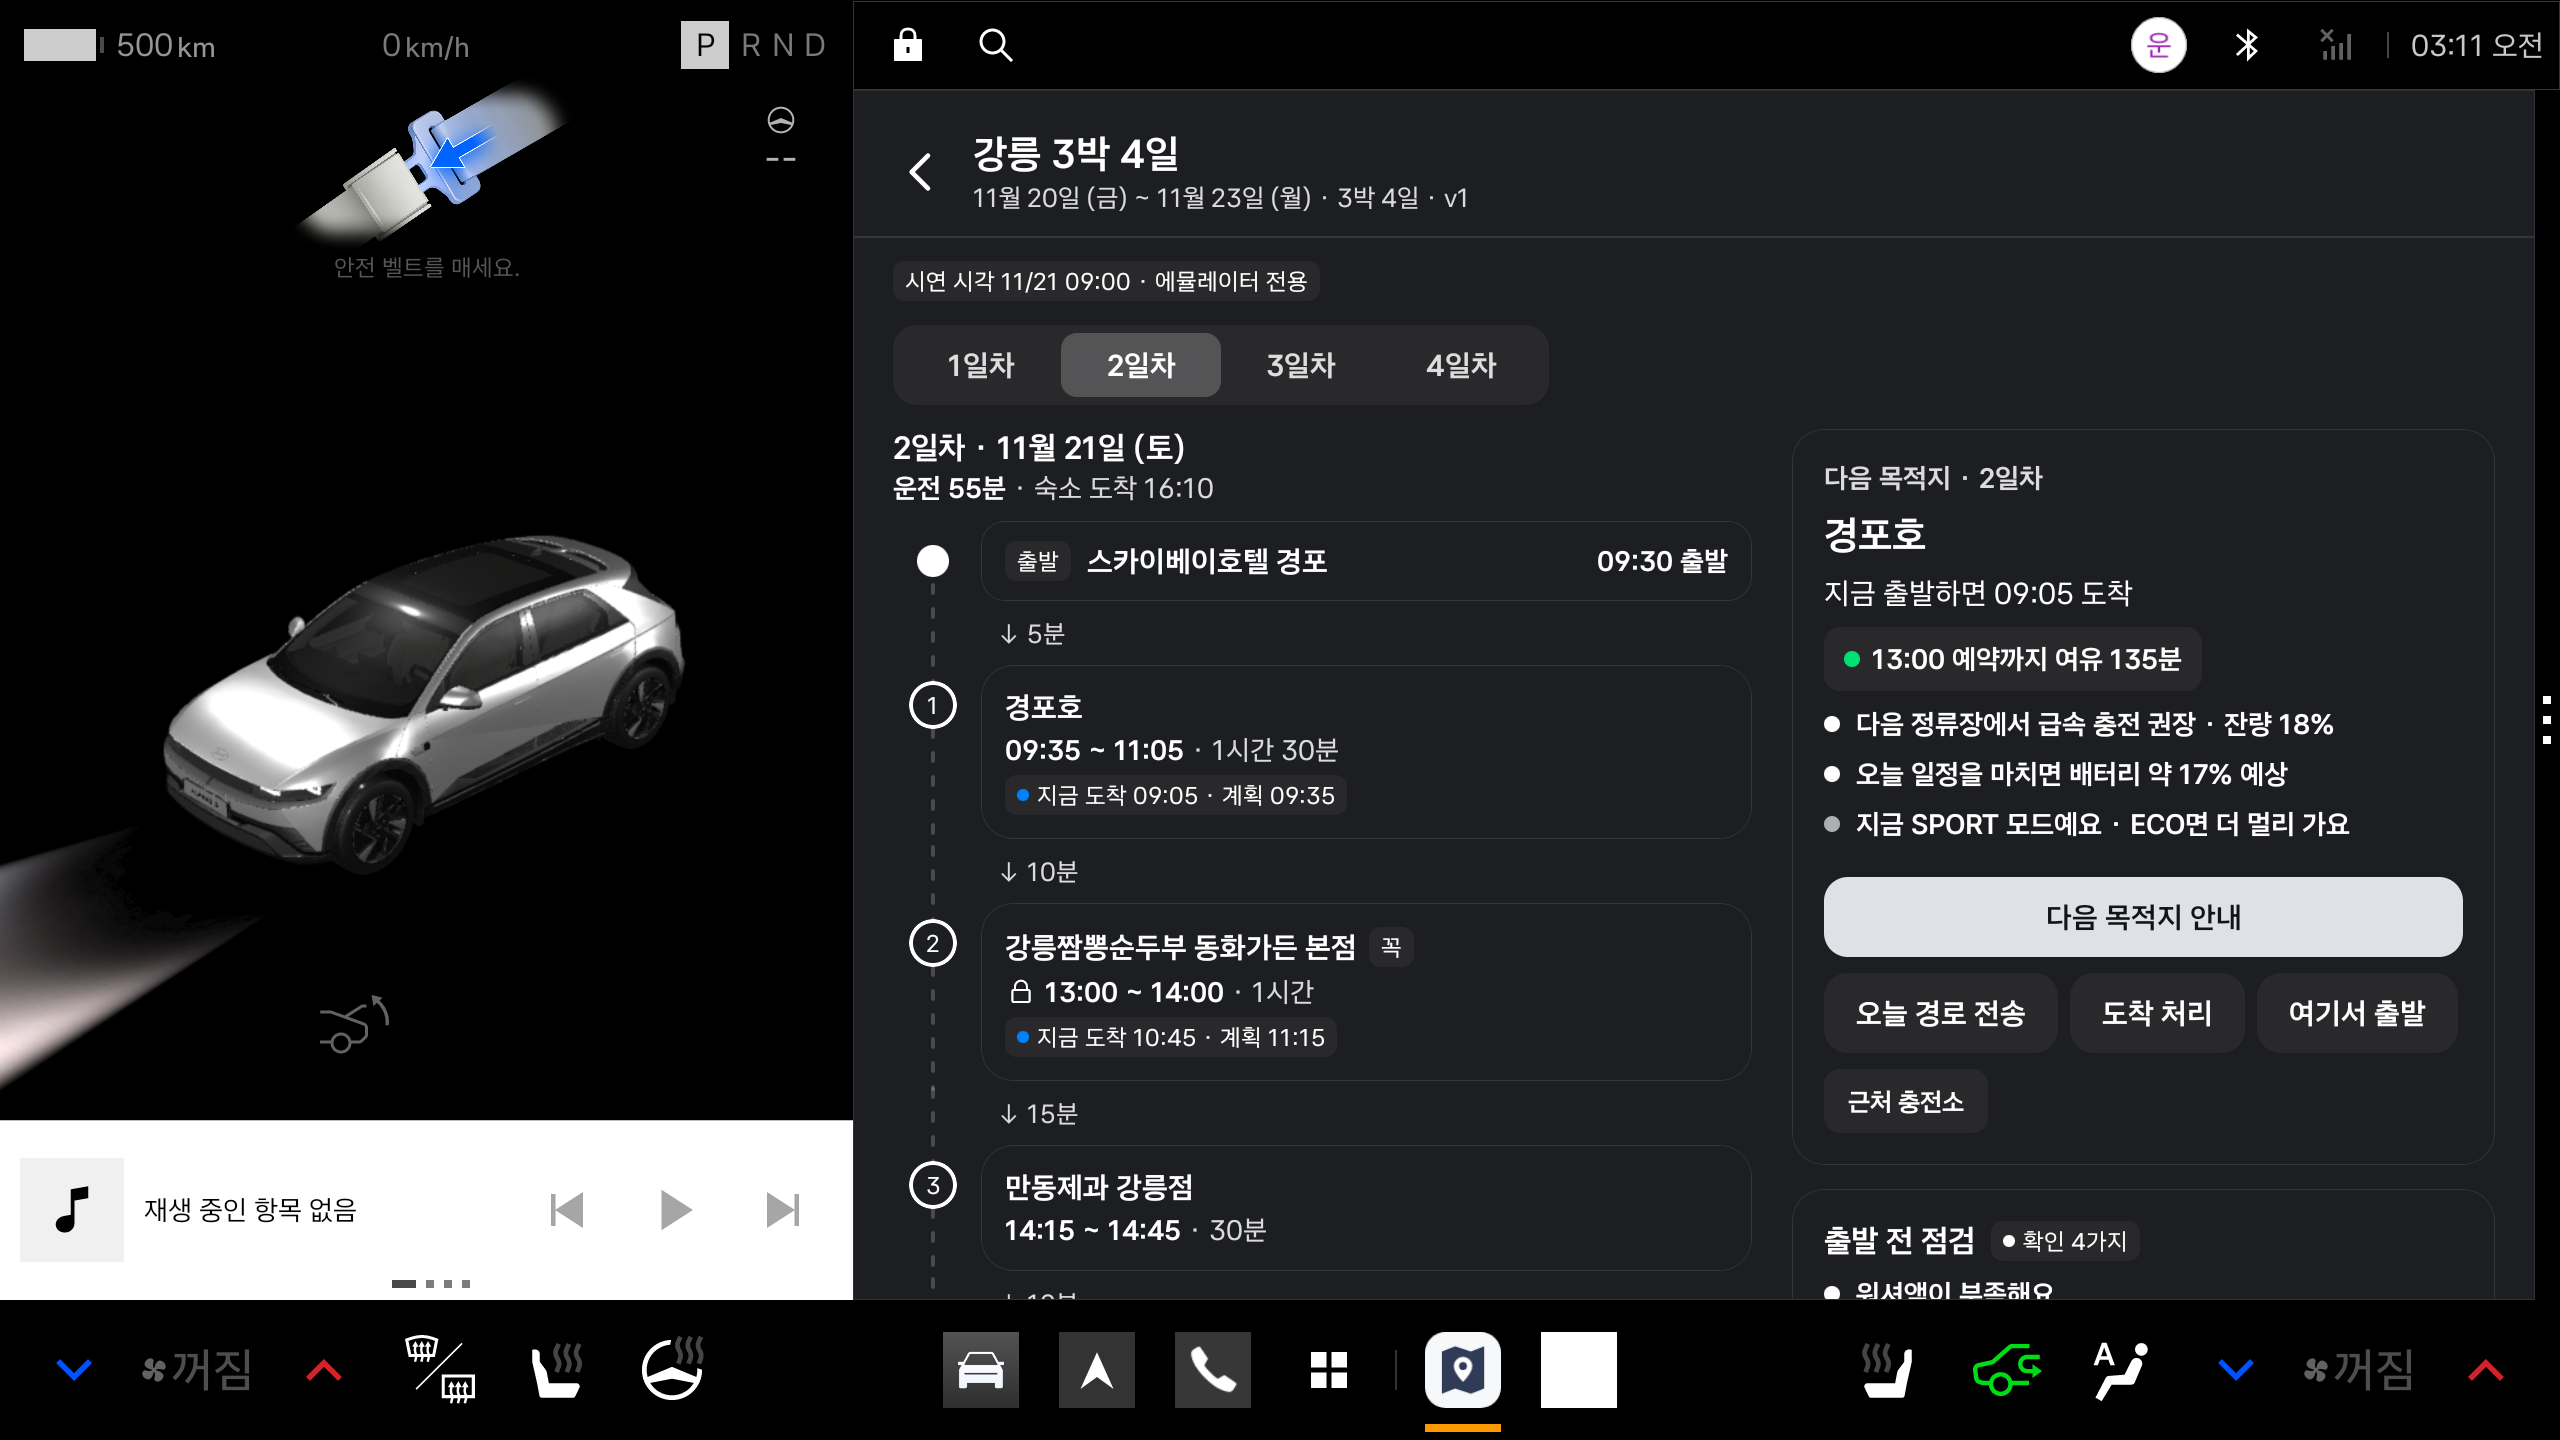 500 km
0 km/h
P R N D
안전 벨트를 매세요.
재생 중인 항목 없음
운
03:11 오전
강릉 3박 4일
11월 20일 (금) ~ 11월 23일 (월) · 3박 4일 · v1
시연 시각 11/21 09:00 · 에뮬레이터 전용
1일차 2일차 3일차 4일차
2일차 · 11월 21일 (토)
운전 55분 · 숙소 도착 16:10
출발 스카이베이호텔 경포 09:30 출발
↓ 5분
1 경포호
09:35 ~ 11:05 · 1시간 30분
지금 도착 09:05 · 계획 09:35
↓ 10분
2 강릉짬뽕순두부 동화가든 본점 꼭
13:00 ~ 14:00 · 1시간
지금 도착 10:45 · 계획 11:15
↓ 15분
3 만동제과 강릉점
14:15 ~ 14:45 · 30분
다음 목적지 · 2일차
경포호
지금 출발하면 09:05 도착
13:00 예약까지 여유 135분
다음 정류장에서 급속 충전 권장 · 잔량 18%
오늘 일정을 마치면 배터리 약 17% 예상
지금 SPORT 모드예요 · ECO면 더 멀리 가요
다음 목적지 안내
오늘 경로 전송 도착 처리 여기서 출발
근처 충전소
출발 전 점검 확인 4가지
워셔액이 부족해요
꺼짐
A
꺼짐